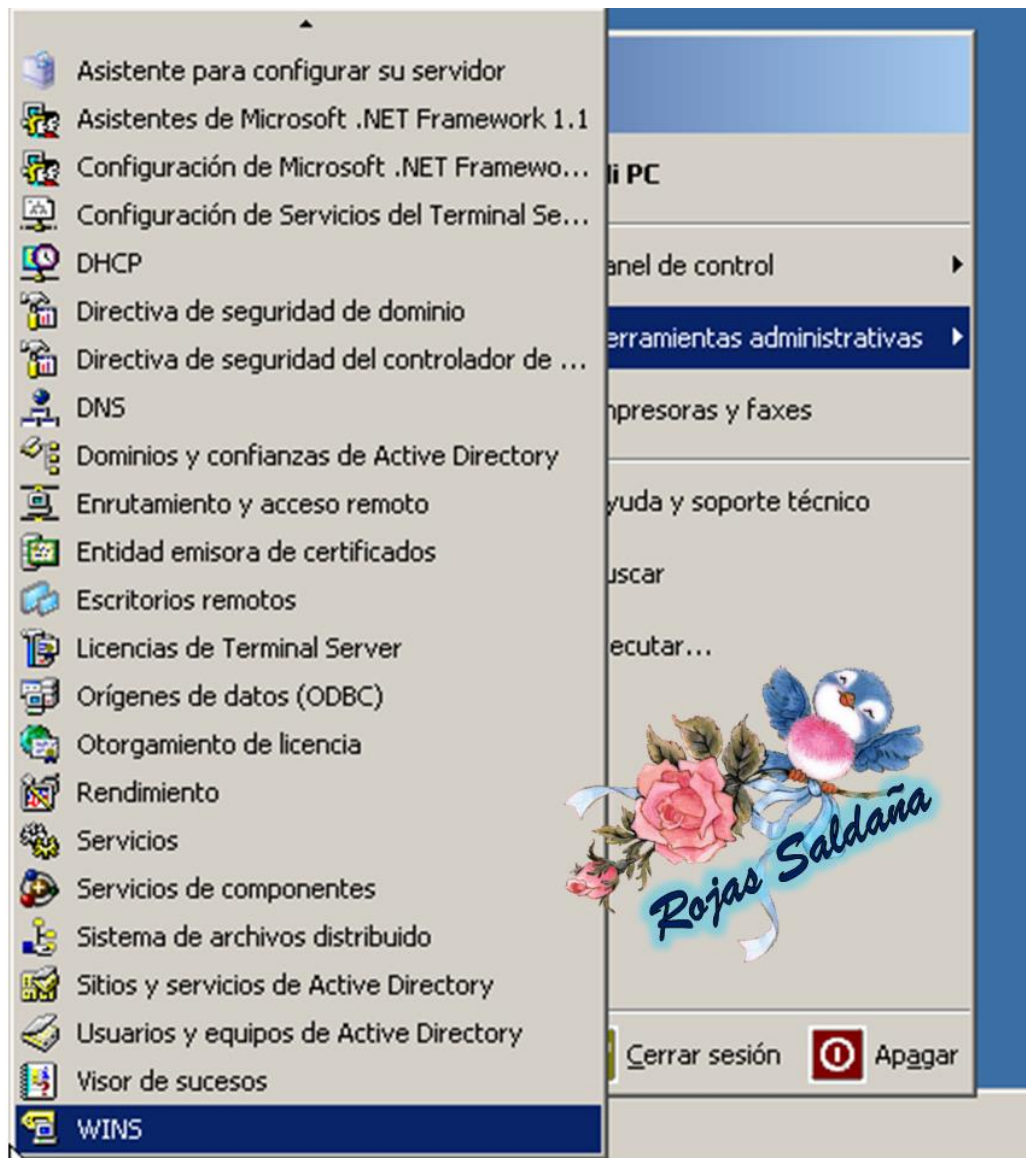 Asistente para configurar su servidor
Asistentes de Microsoft .NET Framework 1.1
Configuración de Microsoft .NET Framewo...
Configuración de Servicios del Terminal Se...
DHCP
Directiva de seguridad de dominio
Directiva de seguridad del controlador de ...
DNS
Dominios y confianzas de Active Directory
Enrutamiento y acceso remoto
Entidad emisora de certificados
Escritorios remotos
Licencias de Terminal Server
Orígenes de datos (ODBC)
Otorgamiento de licencia
Rendimiento
Servicios
Servicios de componentes
Sistema de archivos distribuido
Sitios y servicios de Active Directory
Usuarios y equipos de Active Directory
Visor de sucesos
WINS
li PC
anel de control
erramientas administrativas
npresoras y faxes
yuda y soporte técnico
uscar
ecutar...
Rojas Saldaña
Cerrar sesión
Apagar